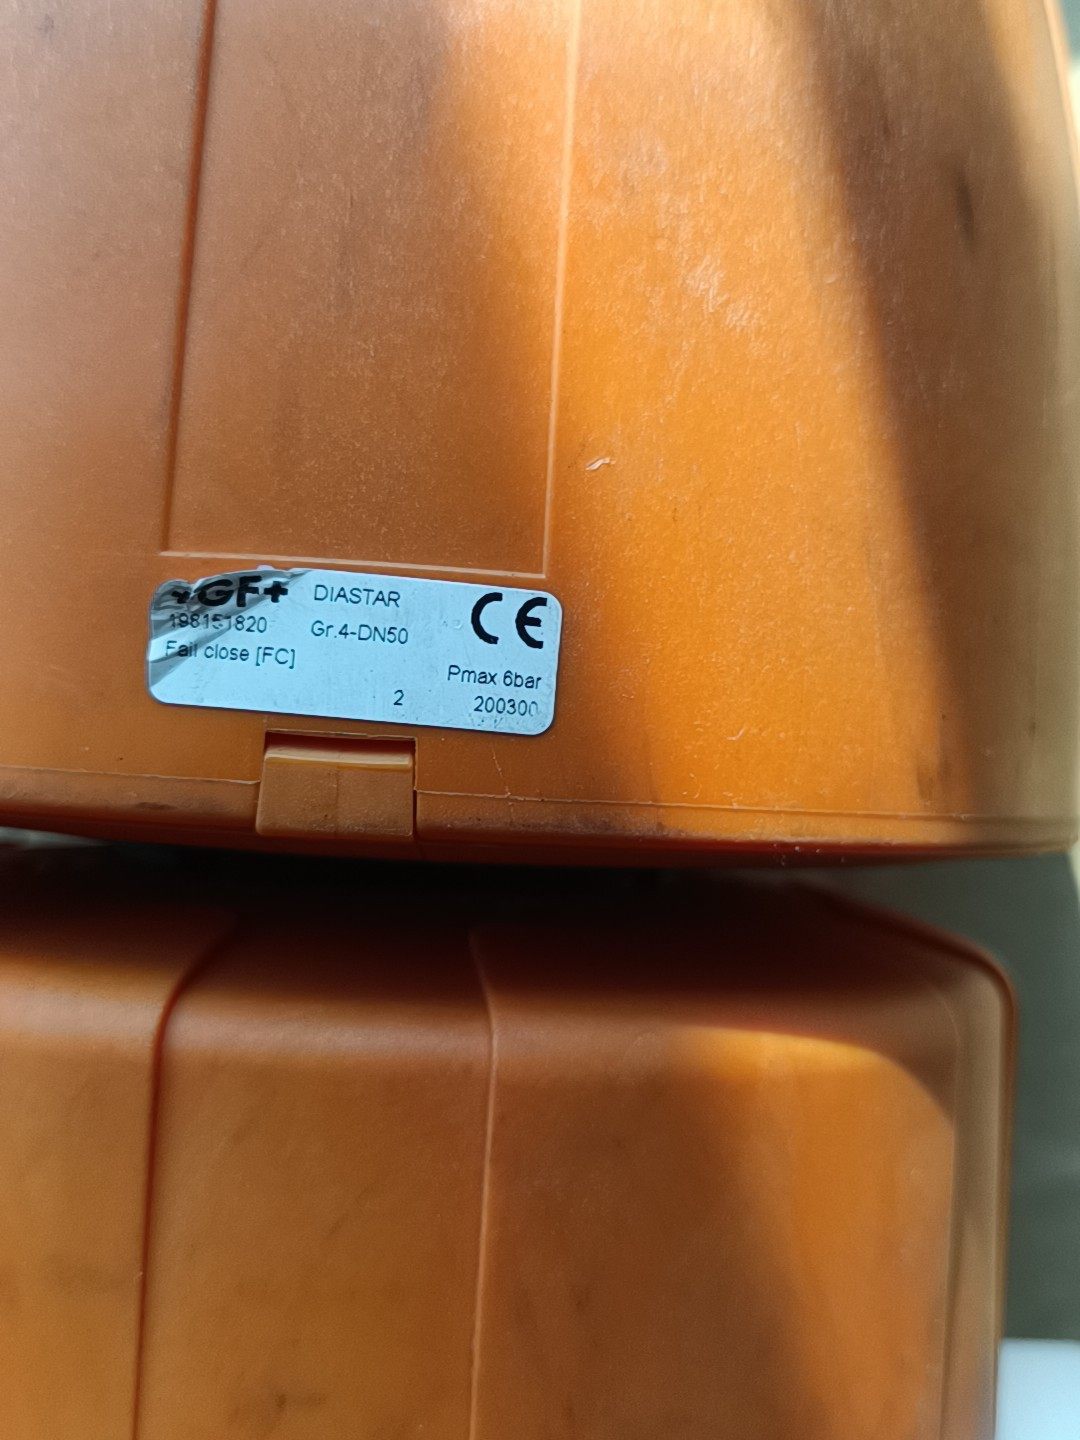 +GF+ DIASTAR CE
198151820 Gr.4-DN50
Fail close [FC]
Pmax 6bar
2 200300